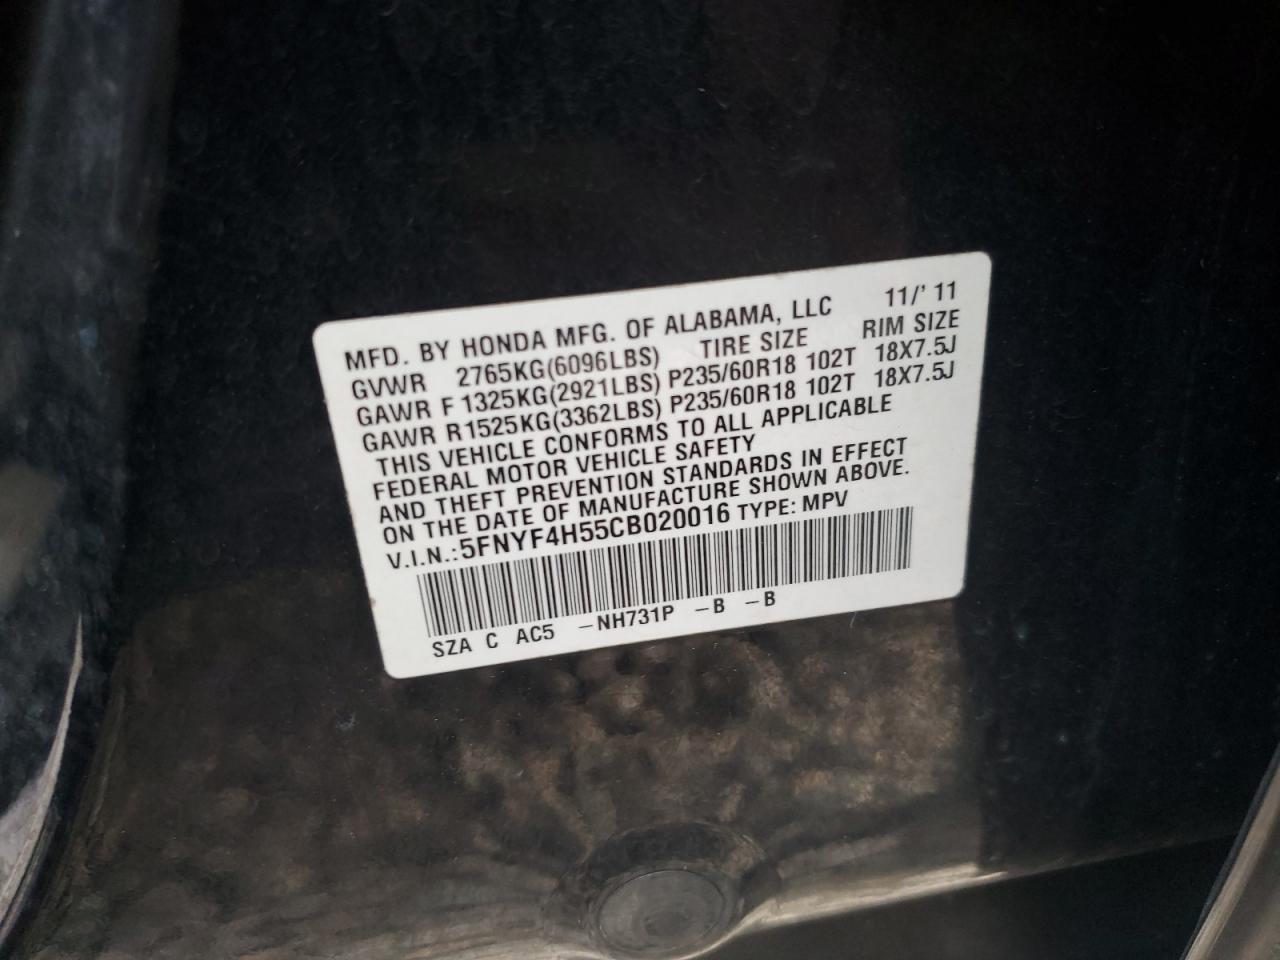 MFD. BY HONDA MFG. OF ALABAMA, LLC 11/' 11
GVWR 2765KG(6096LBS) TIRE SIZE RIM SIZE
GAWR F 1325KG(2921LBS) P235/60R18 102T 18X7.5J
GAWR R1525KG(3362LBS) P235/60R18 102T 18X7.5J
THIS VEHICLE CONFORMS TO ALL APPLICABLE
FEDERAL MOTOR VEHICLE SAFETY
AND THEFT PREVENTION STANDARDS IN EFFECT
ON THE DATE OF MANUFACTURE SHOWN ABOVE.
V.I.N.:5FNYF4H55CB020016 TYPE: MPV
SZA C AC5 -NH731P -B -B